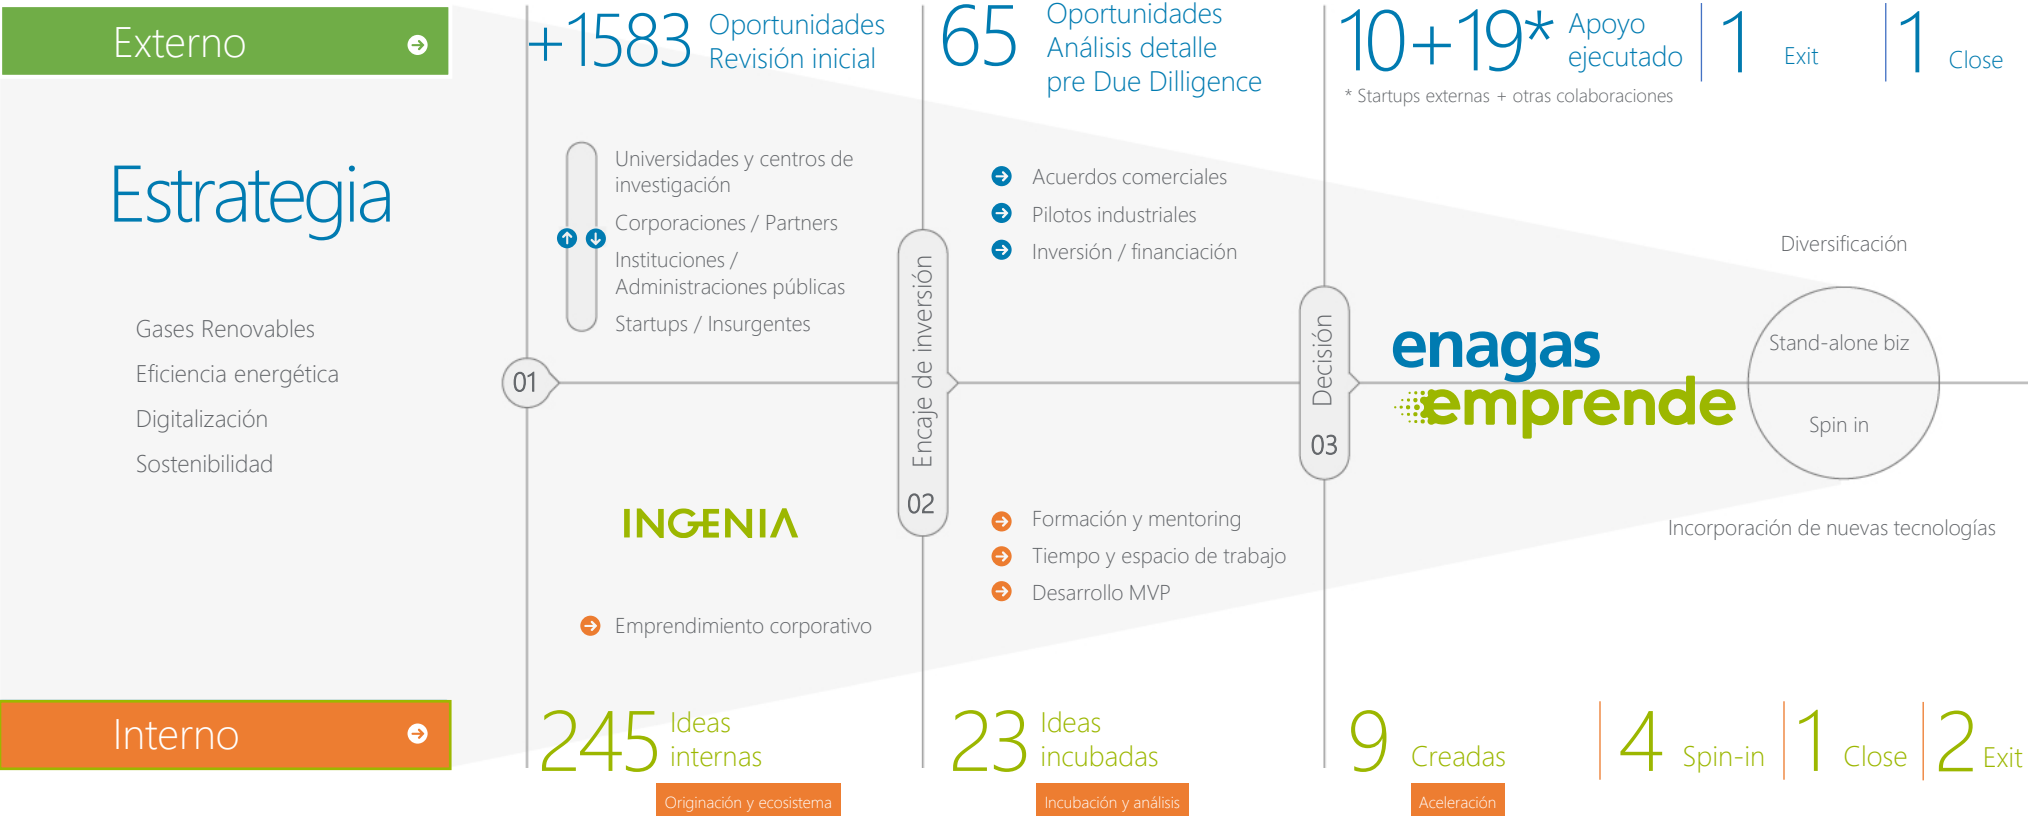 Externo
+1583 Oportunidades
Revisión inicial
65 Oportunidades
Análisis detalle
pre Due Dilligence
10+19* Apoyo
ejecutado
1 Exit
1 Close
* Startups externas + otras colaboraciones
Estrategia
Gases Renovables
Eficiencia energética
Digitalización
Sostenibilidad
Universidades y centros de
investigación
Corporaciones / Partners
Instituciones /
Administraciones públicas
Startups / Insurgentes
01
INGENIA
Emprendimiento corporativo
Encaje de inversión
02
Acuerdos comerciales
Pilotos industriales
Inversión / financiación
Formación y mentoring
Tiempo y espacio de trabajo
Desarrollo MVP
Decisión
03
enagas
emprende
Diversificación
Stand-alone biz
Spin in
Incorporación de nuevas tecnologías
Interno
245 Ideas
internas
23 Ideas
incubadas
9 Creadas
4 Spin-in
1 Close
2 Exit
Originación y ecosistema
Incubación y análisis
Aceleración